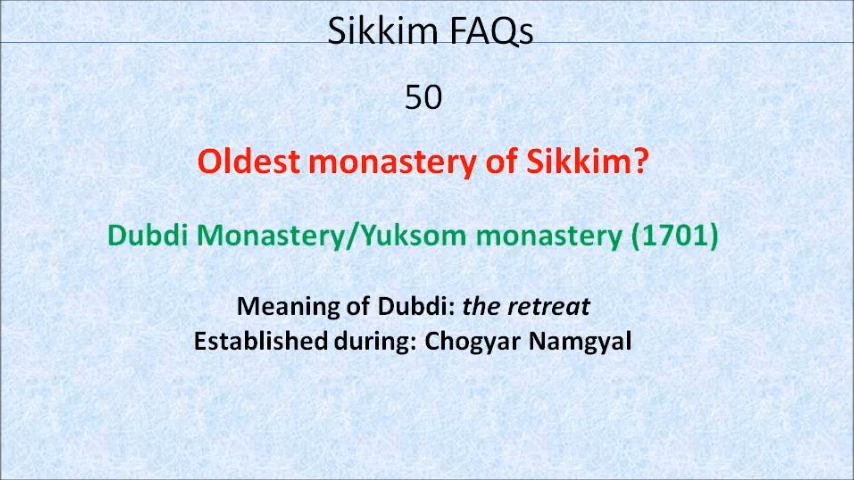 Sikkim FAQs
50
Oldest monastery of Sikkim?
Dubdi Monastery/Yuksom monastery (1701)
Meaning of Dubdi: the retreat
Established during: Chogyar Namgyal